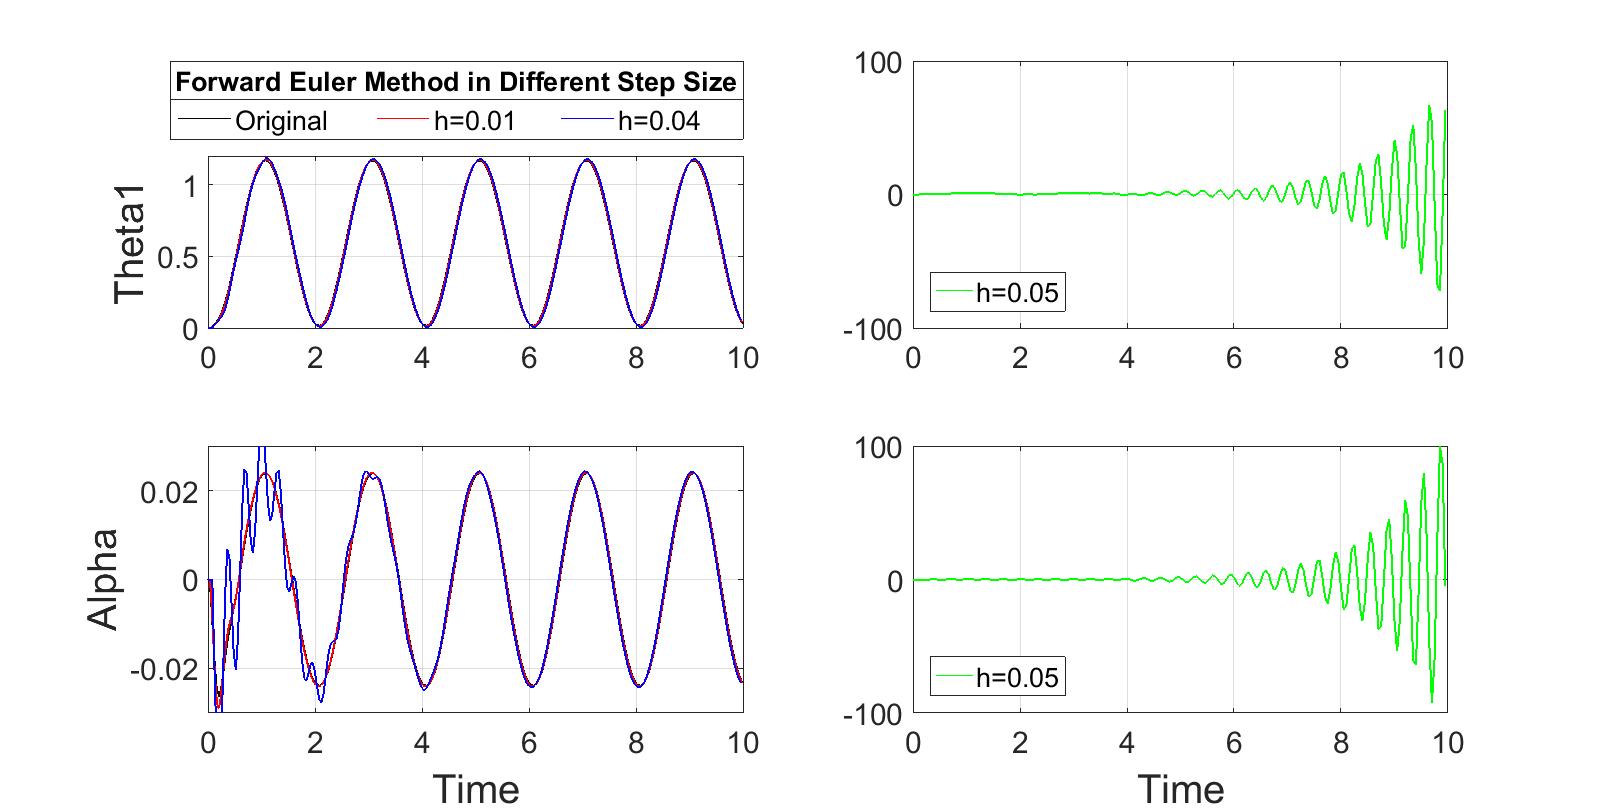 Forward Euler Method in Different Step Size
Original h=0.01 h=0.04
Theta1
1
0.5
0
0 2 4 6 8 10
100
0
-100
h=0.05
0 2 4 6 8 10
Alpha
0.02
0
-0.02
0 2 4 6 8 10
Time
100
0
-100
h=0.05
0 2 4 6 8 10
Time